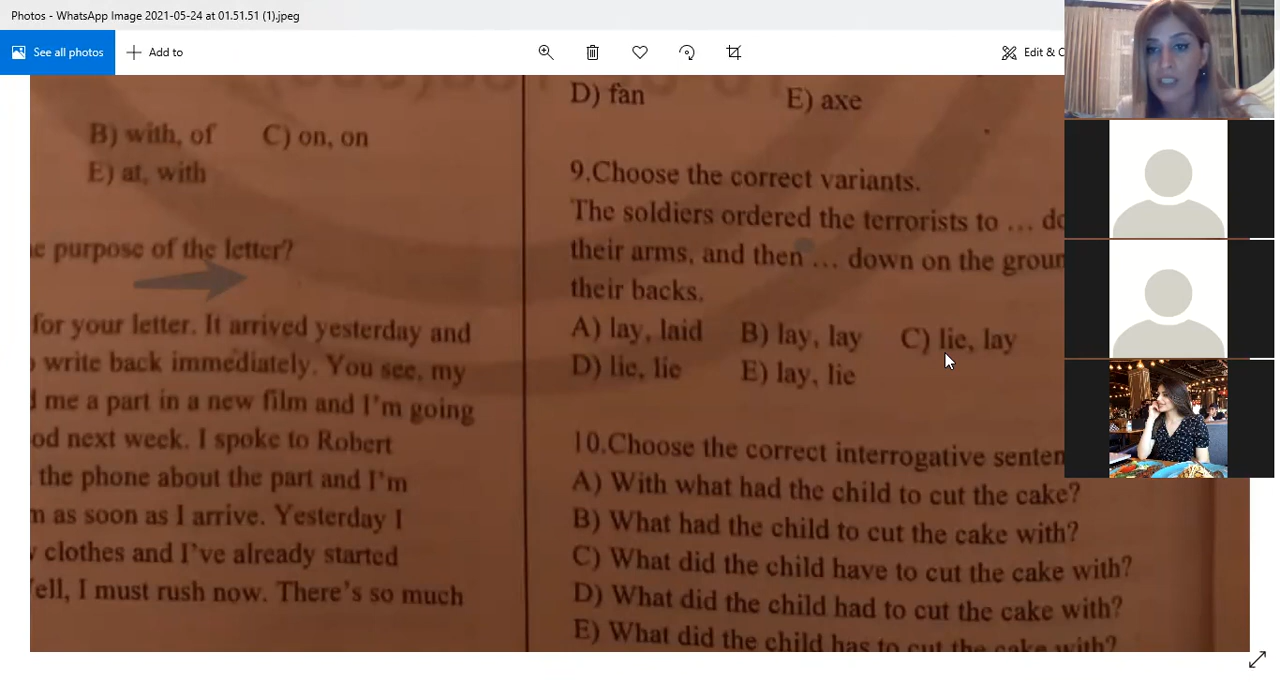 Photos - WhatsApp Image 2021-05-24 at 01.51.51 (1).jpeg
See all photos
Add to
Edit & C
B) with, of C) on, on
E) at, with
e purpose of the letter?
for your letter. It arrived yesterday and
write back immediately. You see, my
me a part in a new film and I'm going
od next week. I spoke to Robert
the phone about the part and I'm
as soon as I arrive. Yesterday I
clothes and I've already started
ell, I must rush now. There's so much
D) fan E) axe
9.Choose the correct variants.
The soldiers ordered the terrorists to ... do
their arms, and then ... down on the groun
their backs.
A) lay, laid B) lay, lay C) lie, lay
D) lie, lie E) lay, lie
10.Choose the correct interrogative senten
A) With what had the child to cut the cake?
B) What had the child to cut the cake with?
C) What did the child have to cut the cake with?
D) What did the child had to cut the cake with?
E) What did the child has to cut the cake with?